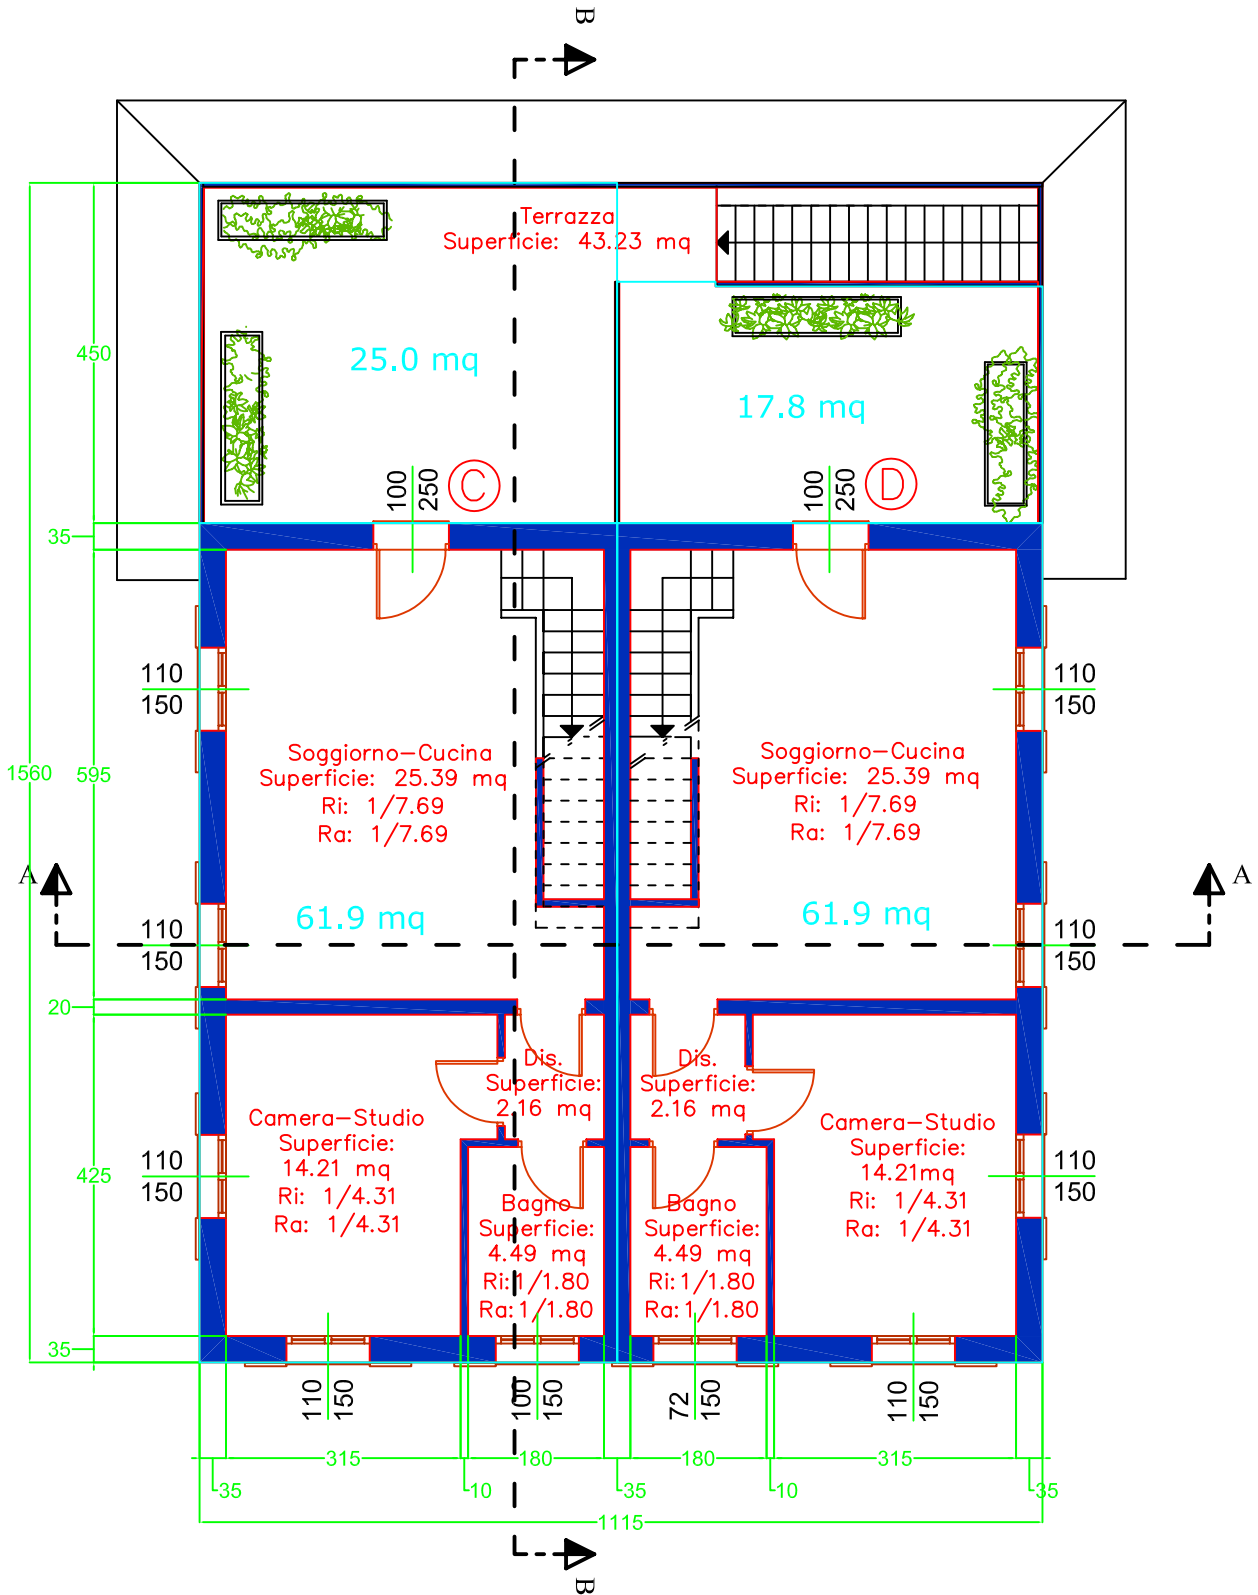 B
Terrazza
Superficie: 43.23 mq
450
25.0 mq
17.8 mq
100
250
C
100
250
D
35
110
150
110
150
1560
595
Soggiorno-Cucina
Superficie: 25.39 mq
Ri: 1/7.69
Ra: 1/7.69
Soggiorno-Cucina
Superficie: 25.39 mq
Ri: 1/7.69
Ra: 1/7.69
A
A
61.9 mq
61.9 mq
110
150
110
150
20
Dis.
Superficie:
2.16 mq
Dis.
Superficie:
2.16 mq
Camera-Studio
Superficie:
14.21 mq
Ri: 1/4.31
Ra: 1/4.31
Camera-Studio
Superficie:
14.21mq
Ri: 1/4.31
Ra: 1/4.31
110
150
425
110
150
Bagno
Superficie:
4.49 mq
Ri: 1/1.80
Ra: 1/1.80
Bagno
Superficie:
4.49 mq
Ri: 1/1.80
Ra: 1/1.80
35
110
150
100
150
72
150
110
150
315
180
180
315
35
10
35
10
35
1115
B